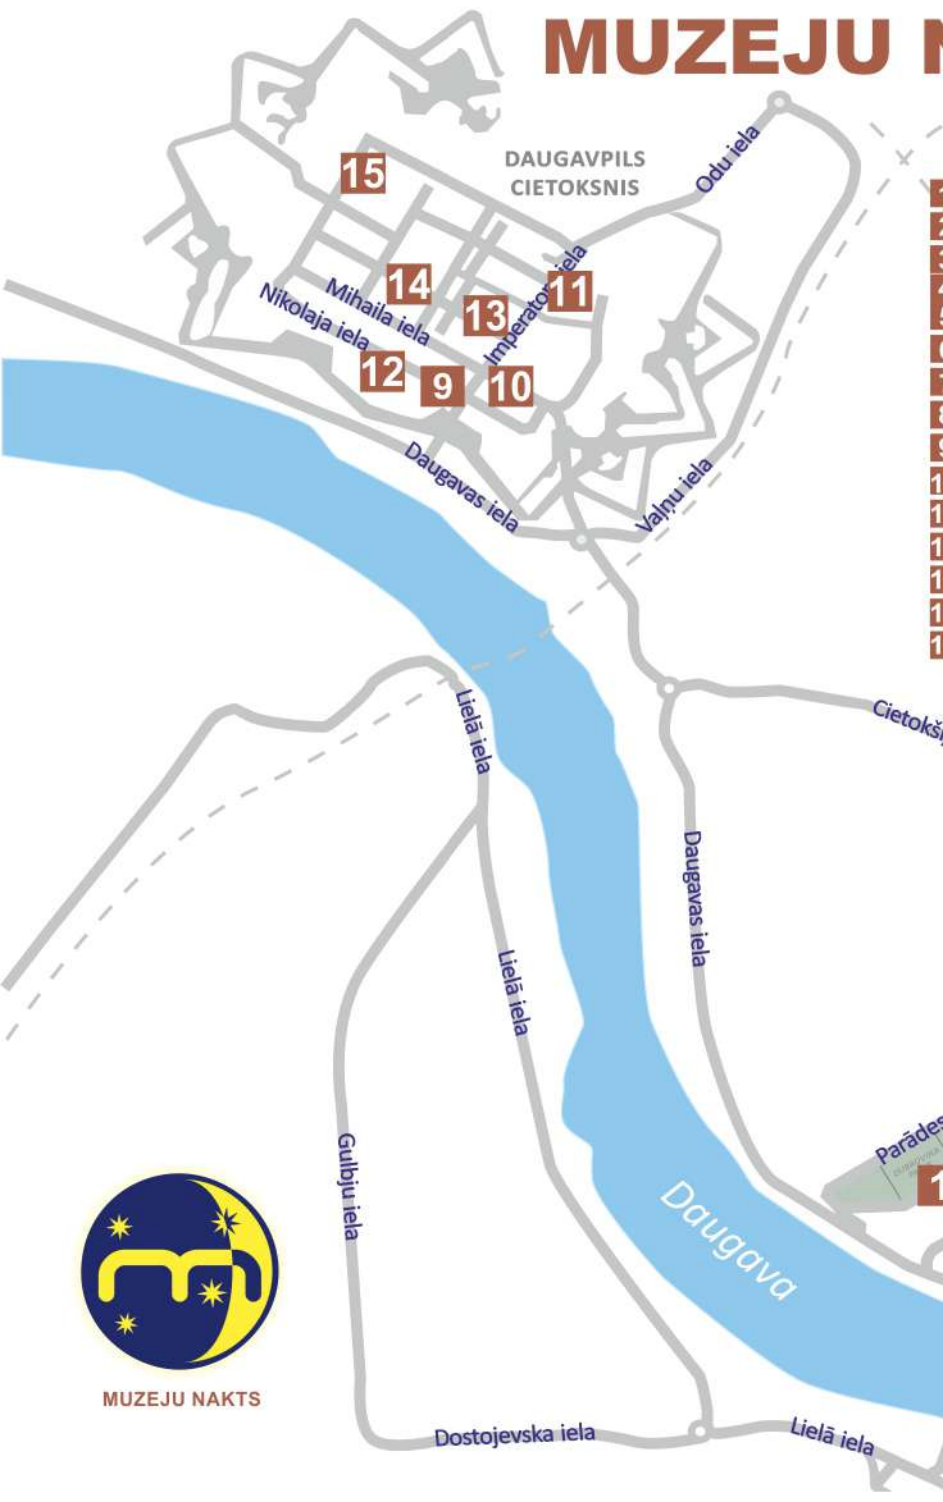 MUZEJU N
DAUGAVPILS
CIETOKSNIS
Odu iela
15
14
13
11
Imperatora iela
Mihaila iela
Nikolaja iela
12
9
10
Daugavas iela
Vaļņu iela
Lielā iela
Daugavas iela
Lielā iela
Gulbju iela
Parādes
Daugava
MUZEJU NAKTS
Dostojevska iela
Lielā iela